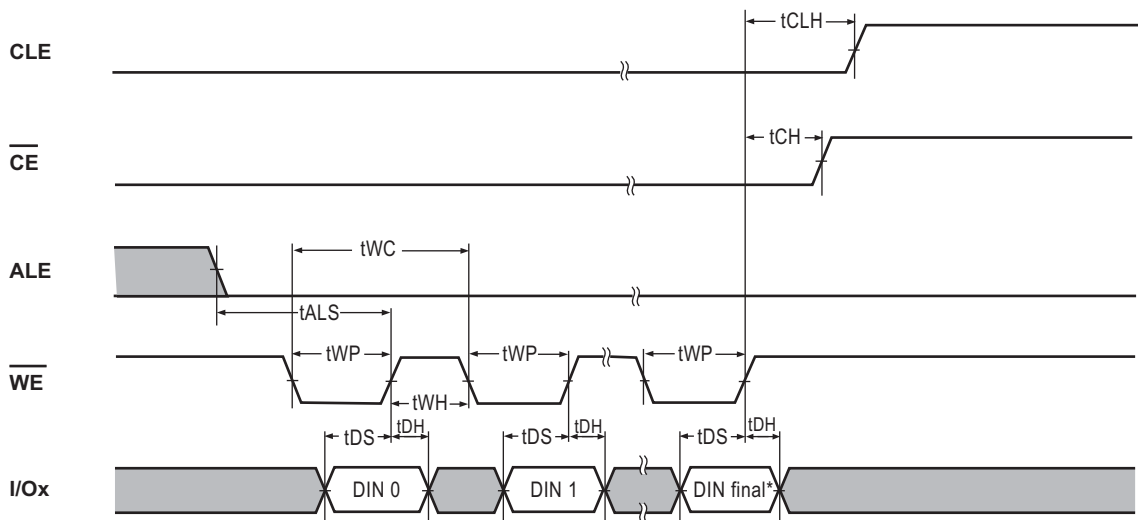 tCLH
CLE
tCH
CE
tWC
ALE
tALS
tWP tWP tWP
WE
tWH
tDS tDH tDS tDH tDS tDH
I/Ox DIN 0 DIN 1 DIN final*